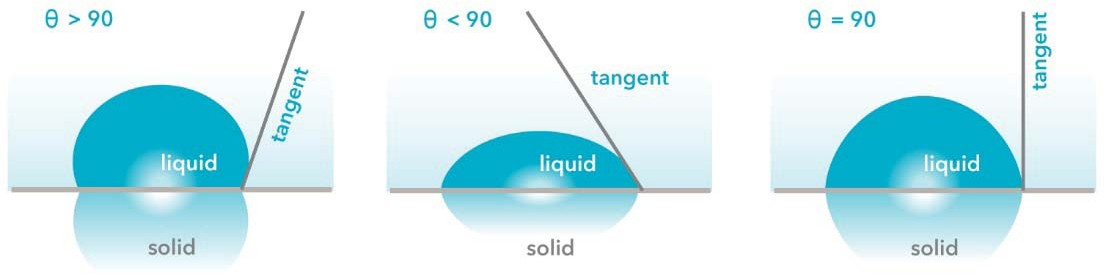 θ > 90
tangent
liquid
solid
θ < 90
tangent
liquid
solid
θ = 90
tangent
liquid
solid